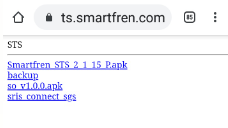 ts.smartfren.com 85
STS
Smartfren_STS_2_1_15_P.apk
backup
so_v1.0.0.apk
sris_connect_sgs